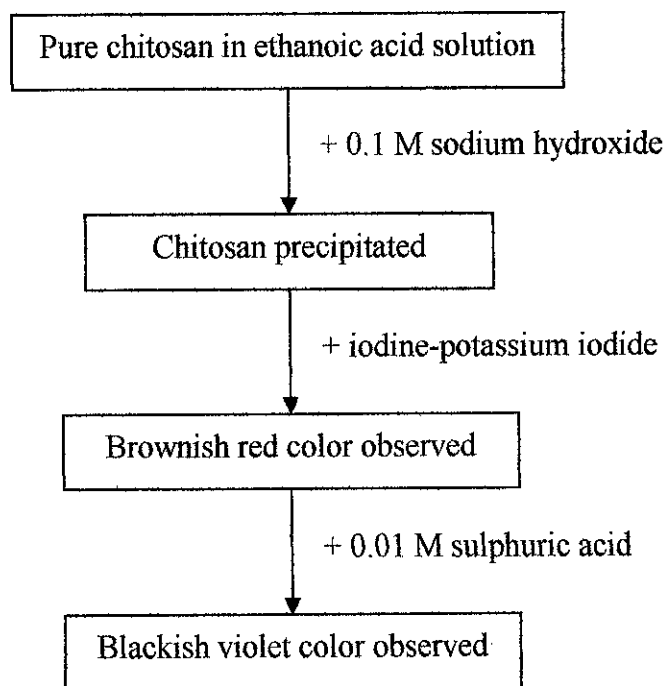 Pure chitosan in ethanoic acid solution
+ 0.1 M sodium hydroxide
Chitosan precipitated
+ iodine-potassium iodide
Brownish red color observed
+ 0.01 M sulphuric acid
Blackish violet color observed